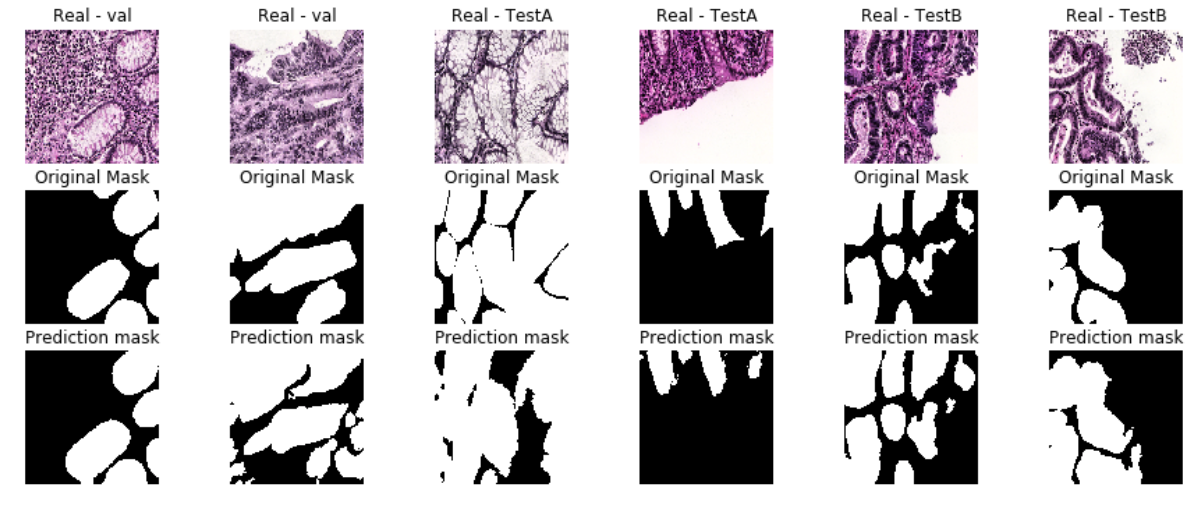 Real - val Real - val Real - TestA Real - TestA Real - TestB Real - TestB
Original Mask Original Mask Original Mask Original Mask Original Mask Original Mask
Prediction mask Prediction mask Prediction mask Prediction mask Prediction mask Prediction mask